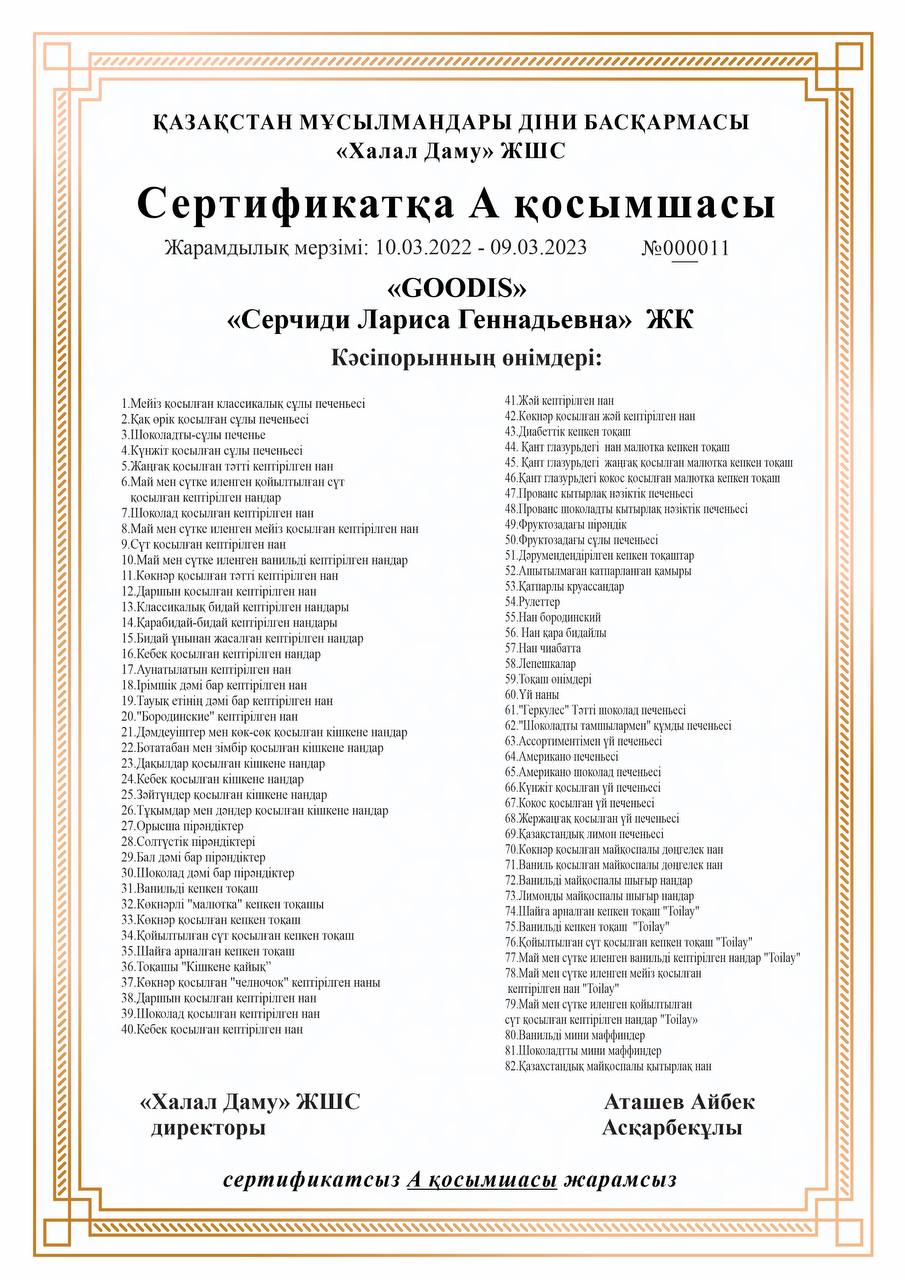 ҚАЗАҚСТАН МҰСЫЛМАНДАРЫ ДІНИ БАСҚАРМАСЫ
«Халал Даму» ЖШС
Сертификатқа А қосымшасы
Жарамдылық мерзімі: 10.03.2022 - 09.03.2023 №000011
«GOODIS»
«Серчиди Лариса Геннадьевна» ЖК
Кәсіпорынның өнімдері:
1.Мейіз қосылған классикалық сұлы печеньесі
2.Қақ өрік қосылған сұлы печеньесі
3.Шоколадты-сұлы печенье
4.Күнжіт қосылған сұлы печеньесі
5.Жаңғақ қосылған тәтті кептірілген нан
6.Май мен сүтке иленген қойылтылған сүт
қосылған кептірілген нандар
7.Шоколад қосылған кептірілген нан
8.Май мен сүтке иленген мейіз қосылған кептірілген нан
9.Сүт қосылған кептірілген нан
10.Май мен сүтке иленген ванильді кептірілген нандар
11.Көкнәр қосылған тәтті кептірілген нан
12.Даршын қосылған кептірілген нан
13.Классикалық бидай кептірілген нандары
14.Қарабидай-бидай кептірілген нандары
15.Бидай ұнынан жасалған кептірілген нандар
16.Кебек қосылған кептірілген нандар
17.Аунатылатын кептірілген нан
18.Ірімшік дәмі бар кептірілген нан
19.Тауық етінің дәмі бар кептірілген нан
20."Бородинские" кептірілген нан
21.Дәмдеуіштер мен көк-сөк қосылған кішкене нандар
22.Ботатабан мен зімбір қосылған кішкене нандар
23.Дақылдар қосылған кішкене нандар
24.Кебек қосылған кішкене нандар
25.Зәйтүндер қосылған кішкене нандар
26.Тұқымдар мен дәндер қосылған кішкене нандар
27.Орысша пірәндіктер
28.Солтүстік пірәндіктері
29.Бал дәмі бар пірәндіктер
30.Шоколад дәмі бар пірәндіктер
31.Ванильді кепкен тоқаш
32.Көкнәрлі "малютка" кепкен тоқашы
33.Көкнәр қосылған кепкен тоқаш
34.Қойылтылған сүт қосылған кепкен тоқаш
35.Шайға арналған кепкен тоқаш
36.Тоқашы "Кішкене қайық”
37.Көкнәр қосылған "челночок" кептірілген наны
38.Даршын қосылған кептірілген нан
39.Шоколад қосылған кептірілген нан
40.Кебек қосылған кептірілген нан
41.Жәй кептірілген нан
42.Көкнәр қосылған жәй кептірілген нан
43.Диабеттік кепкен тоқаш
44. Қант глазурьдегі нан малютка кепкен тоқаш
45. Қант глазурьдегі жаңғақ қосылған малютка кепкен тоқаш
46.Қант глазурьдегі кокос қосылған малютка кепкен тоқаш
47.Прованс қытырлақ нәзіктік печеньесі
48.Прованс шоколадты қытырлақ нәзіктік печеньесі
49.Фруктозадағы пірәндік
50.Фруктозадағы сұлы печеньесі
51.Дәрумендендірілген кепкен тоқаштар
52.Ашытылмаған катпарланған қамыры
53.Қатпарлы круассандар
54.Рулеттер
55.Нан бородинский
56. Нан қара бидайлы
57.Нан чиабатта
58.Лепешкалар
59.Тоқаш өнімдері
60.Үй наны
61."Геркулес" Тәтті шоколад печеньесі
62."Шоколадты тамшылармен" құмды печеньесі
63.Ассортиментімен үй печеньесі
64.Американо печеньесі
65.Американо шоколад печеньесі
66.Күнжіт қосылған үй печеньесі
67.Кокос қосылған үй печеньесі
68.Жержаңғақ қосылған үй печеньесі
69.Қазақстандық лимон печеньесі
70.Көкнәр қосылған майқоспалы дөңгелек нан
71.Ваниль қосылған майқоспалы дөңгелек нан
72.Ванильді майқоспалы шығыр нандар
73.Лимонды майқоспалы шығыр нандар
74.Шайға арналған кепкен тоқаш "Toilay"
75.Ванильді кепкен тоқаш "Toilay"
76.Қойылтылған сүт қосылған кепкен тоқаш "Toilay"
77.Май мен сүтке иленген ванильді кептірілген нандар "Toilay"
78.Май мен сүтке иленген мейіз қосылған
кептірілген нан "Toilay"
79.Май мен сүтке иленген қойылтылған
сүт қосылған кептірілген нандар "Toilay»
80.Ванильді мини маффиндер
81.Шоколадтты мини маффиндер
82.Қазахстандық майқоспалы қытырлақ нан
«Халал Даму» ЖШС Аташев Айбек
директоры Асқарбекұлы
сертификатсыз А қосымшасы жарамсыз